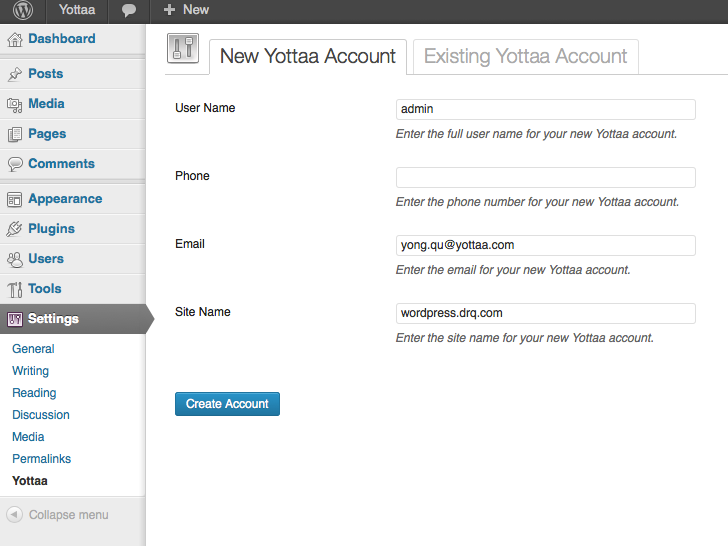 Yottaa
New
Dashboard
Posts
Media
Pages
Comments
Appearance
Plugins
Users
Tools
Settings
General
Writing
Reading
Discussion
Media
Permalinks
Yottaa
Collapse menu
New Yottaa Account
Existing Yottaa Account
User Name
admin
Enter the full user name for your new Yottaa account.
Phone
Enter the phone number for your new Yottaa account.
Email
yong.qu@yottaa.com
Enter the email for your new Yottaa account.
Site Name
wordpress.drq.com
Enter the site name for your new Yottaa account.
Create Account